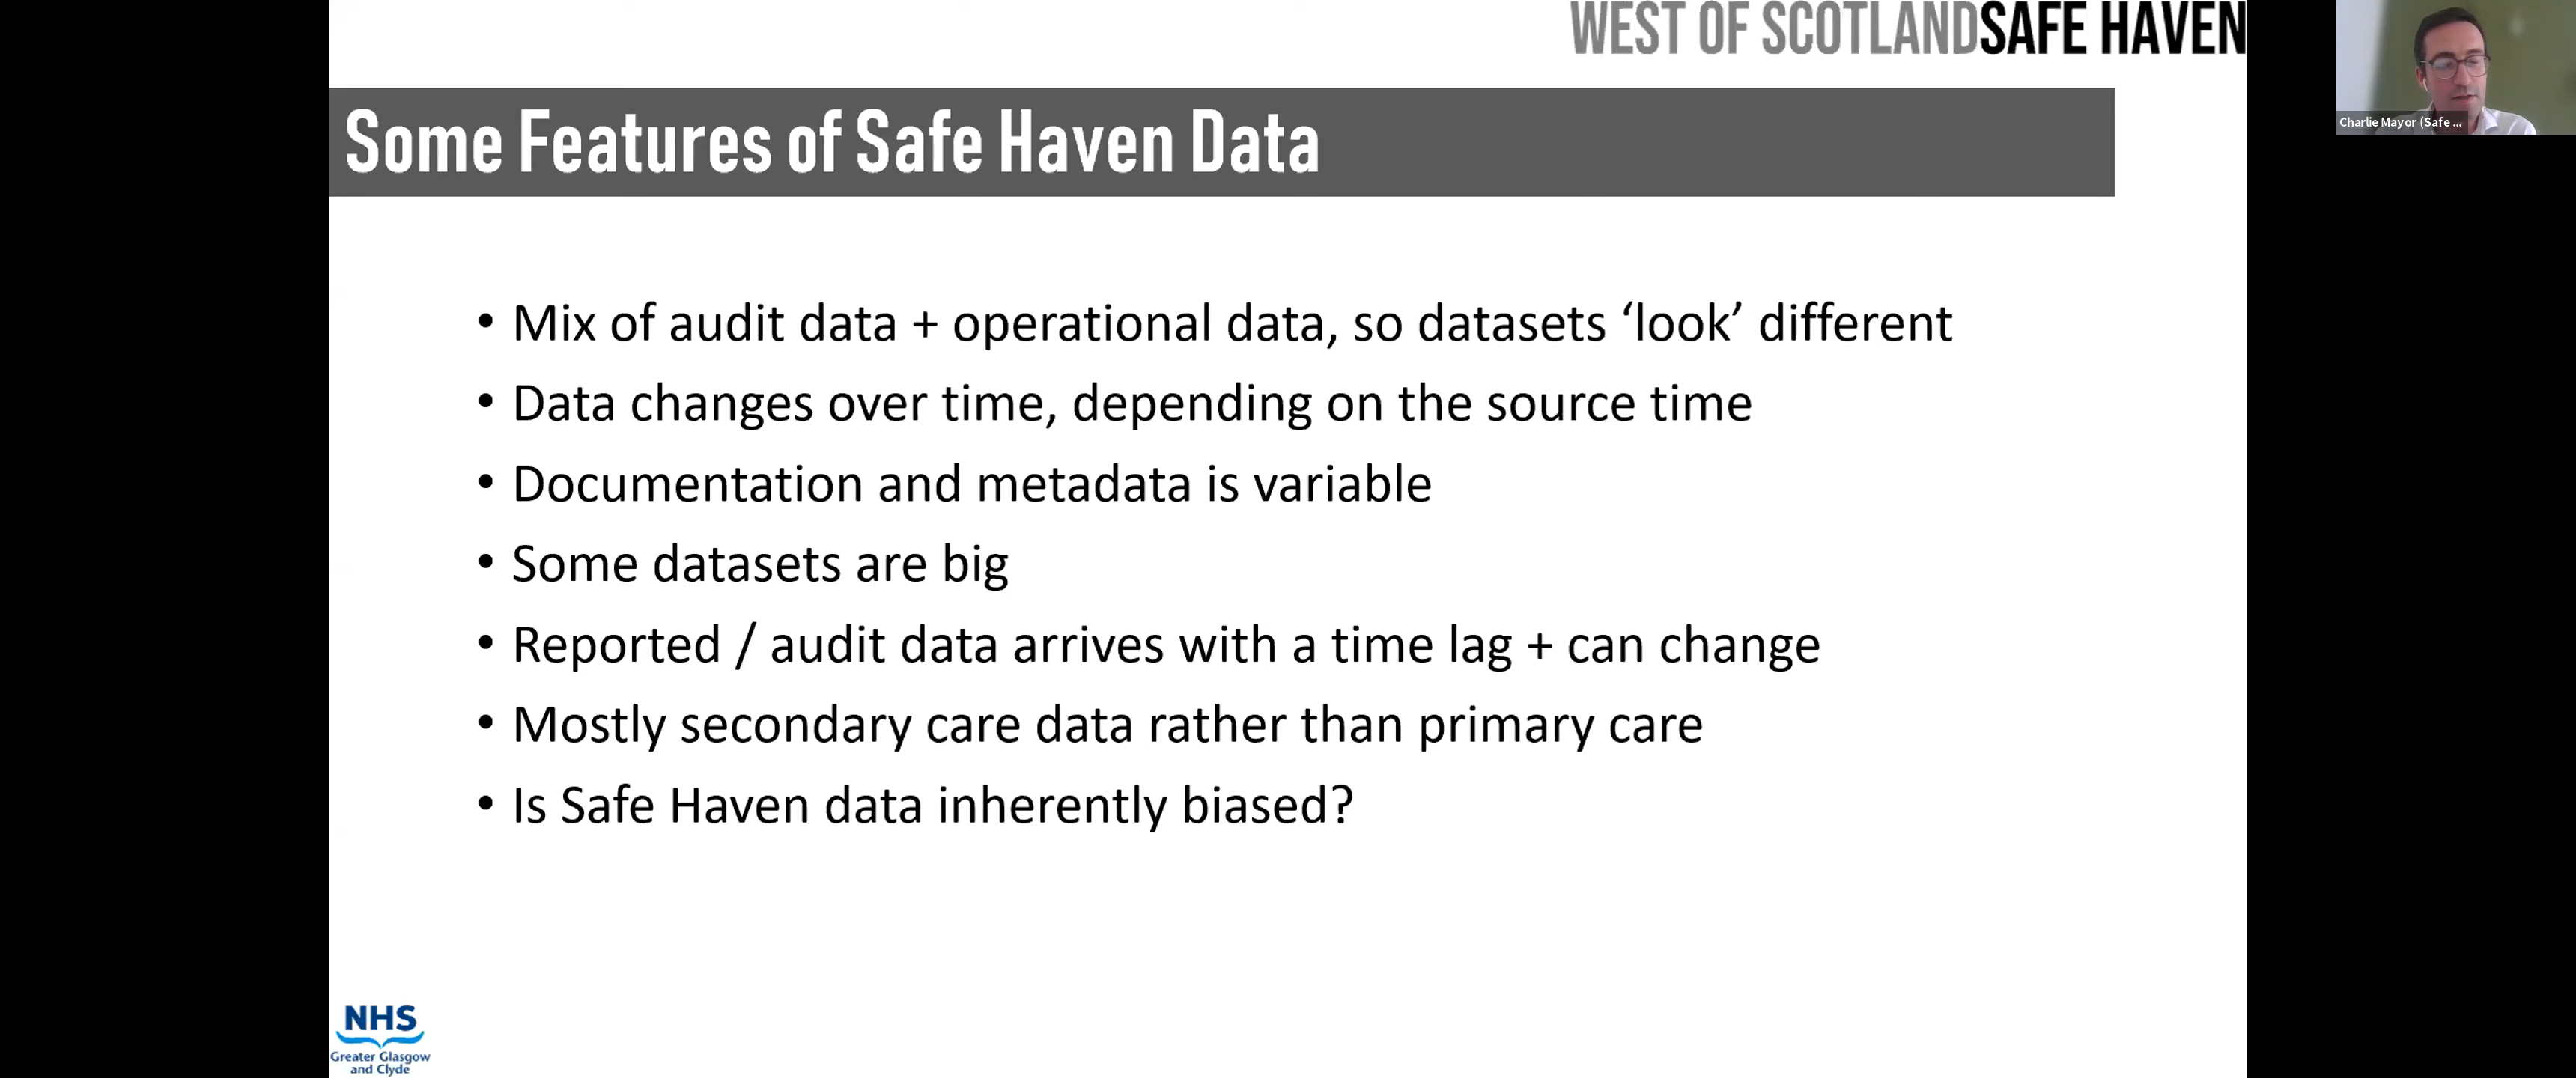 WEST OF SCOTLANDSAFE HAVEN
Charlie Mayor (Safe ...
Some Features of Safe Haven Data
• Mix of audit data + operational data, so datasets ‘look’ different
• Data changes over time, depending on the source time
• Documentation and metadata is variable
• Some datasets are big
• Reported / audit data arrives with a time lag + can change
• Mostly secondary care data rather than primary care
• Is Safe Haven data inherently biased?
NHS
Greater Glasgow
and Clyde